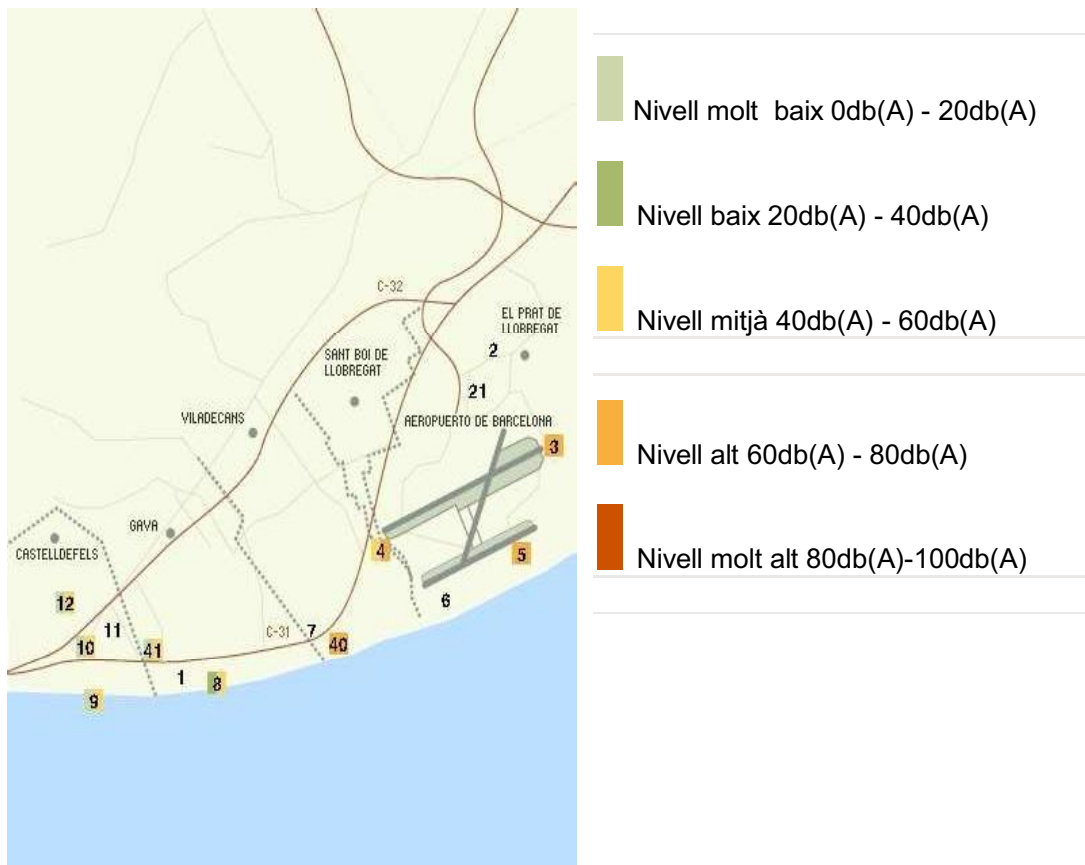 C-32
EL PRAT DE
LLOBREGAT
2
SANT BOI DE
LLOBREGAT
21
VILADECANS
AEROPUERTO DE BARCELONA
3
GAVA
4
CASTELLDEFELS
5
6
12
11
C-31
7
10
41
40
1
8
9
Nivell molt baix 0db(A) - 20db(A)
Nivell baix 20db(A) - 40db(A)
Nivell mitjà 40db(A) - 60db(A)
Nivell alt 60db(A) - 80db(A)
Nivell molt alt 80db(A)-100db(A)